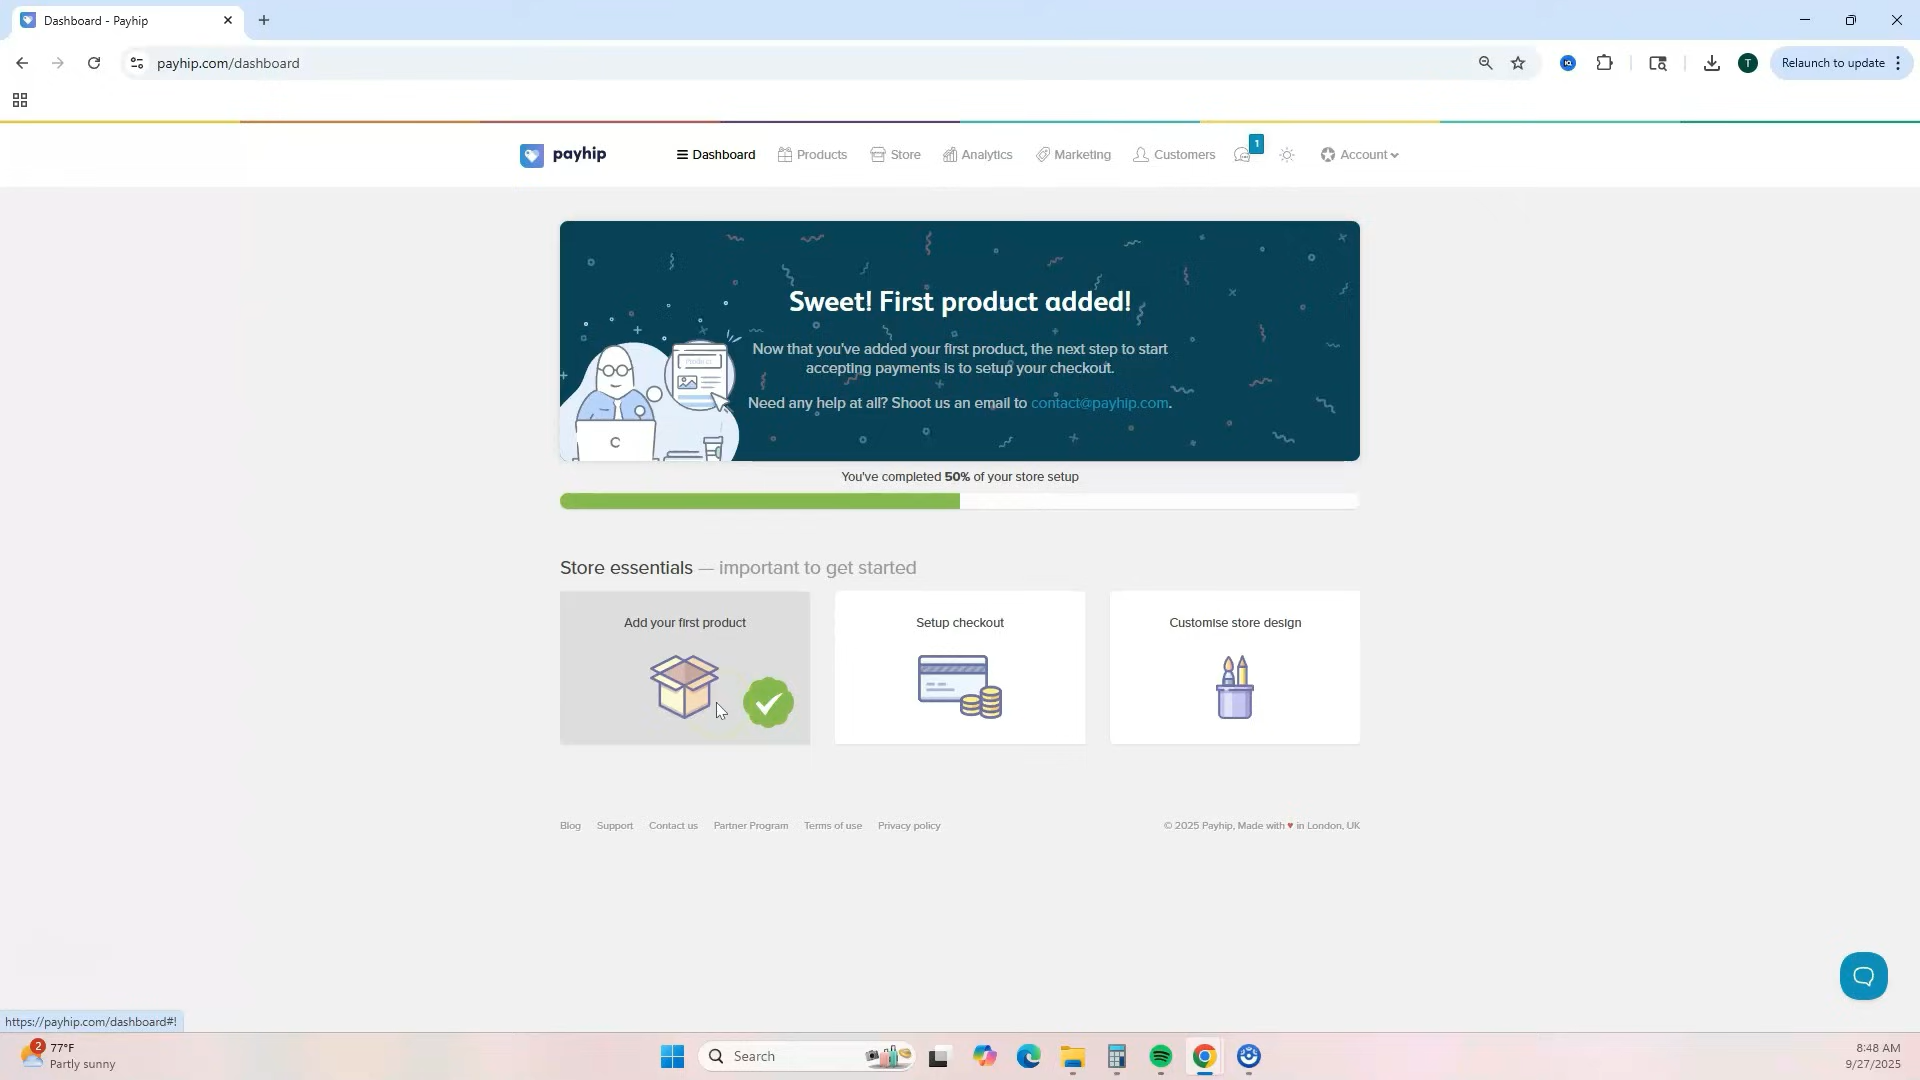 Dashboard - Payhip
payhip.com/dashboard
T
Relaunch to update
payhip
Dashboard
Products
Store
Analytics
Marketing
Customers
1
Account
Sweet! First product added!
Now that you've added your first product, the next step to start
accepting payments is to setup your checkout.
Need any help at all? Shoot us an email to contact@payhip.com.
Product
C
You've completed 50% of your store setup
Store essentials — important to get started
Add your first product
Setup checkout
Customise store design
Blog
Support
Contact us
Partner Program
Terms of use
Privacy policy
© 2025 Payhip, Made with ♥ in London, UK
https://payhip.com/dashboard#!
2
77°F
Partly sunny
Search
8:48 AM
9/27/2025